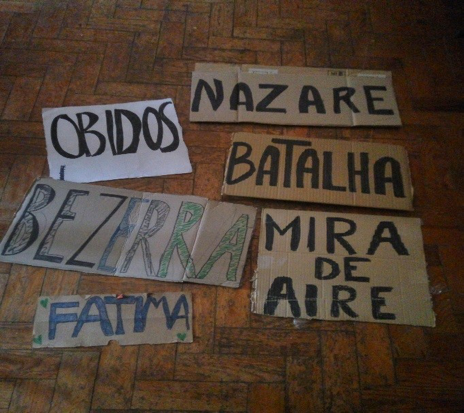 NAZARE
OBIDOS
BATALHA
BEZERRA
MIRA
DE
AIRE
FATIMA